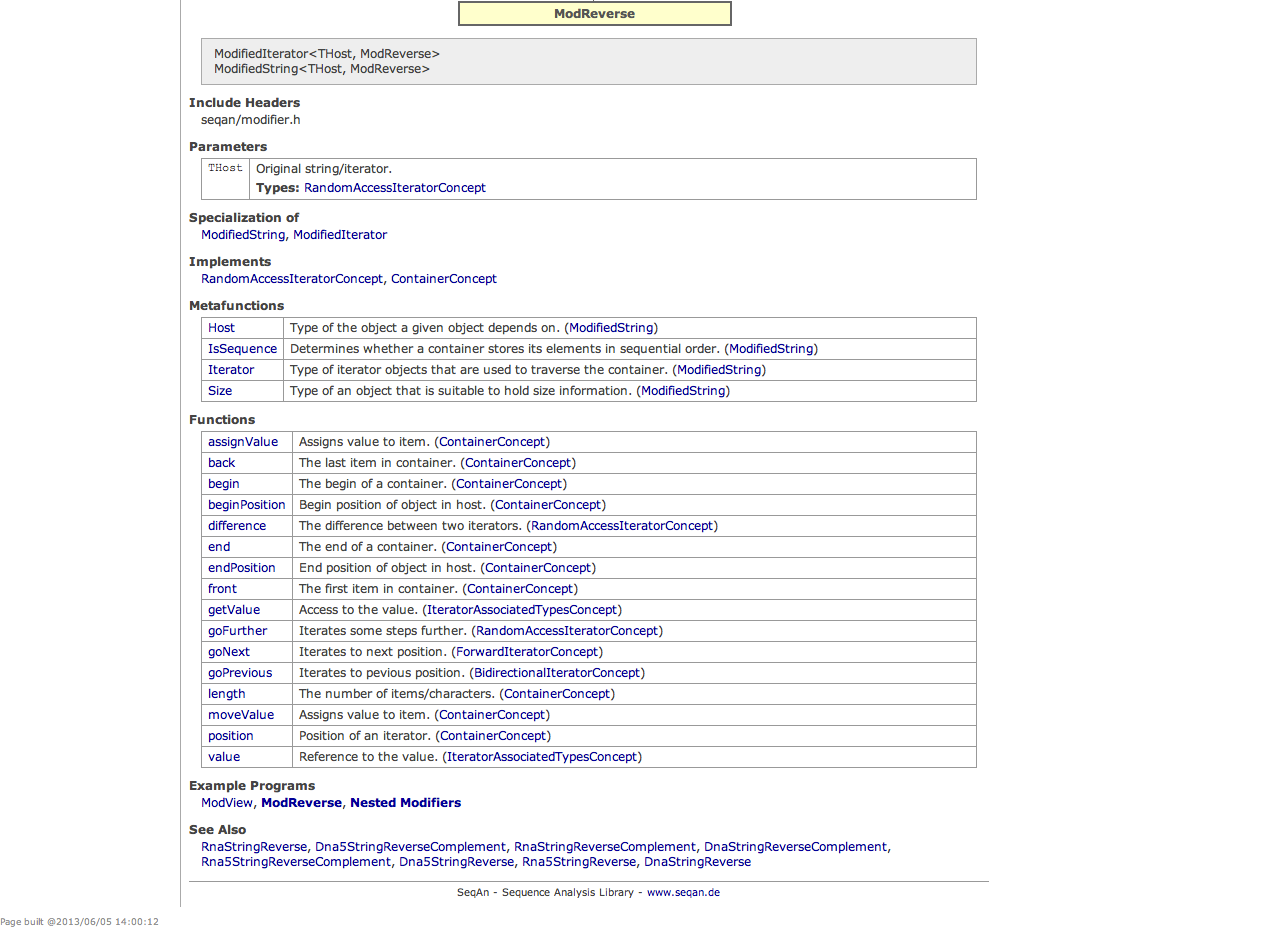 ModReverse
ModifiedIterator<THost, ModReverse>
ModifiedString<THost, ModReverse>
Include Headers
seqan/modifier.h
Parameters
THost Original string/iterator.
Types: RandomAccessIteratorConcept
Specialization of
ModifiedString, ModifiedIterator
Implements
RandomAccessIteratorConcept, ContainerConcept
Metafunctions
Host Type of the object a given object depends on. (ModifiedString)
IsSequence Determines whether a container stores its elements in sequential order. (ModifiedString)
Iterator Type of iterator objects that are used to traverse the container. (ModifiedString)
Size Type of an object that is suitable to hold size information. (ModifiedString)
Functions
assignValue Assigns value to item. (ContainerConcept)
back The last item in container. (ContainerConcept)
begin The begin of a container. (ContainerConcept)
beginPosition Begin position of object in host. (ContainerConcept)
difference The difference between two iterators. (RandomAccessIteratorConcept)
end The end of a container. (ContainerConcept)
endPosition End position of object in host. (ContainerConcept)
front The first item in container. (ContainerConcept)
getValue Access to the value. (IteratorAssociatedTypesConcept)
goFurther Iterates some steps further. (RandomAccessIteratorConcept)
goNext Iterates to next position. (ForwardIteratorConcept)
goPrevious Iterates to pevious position. (BidirectionalIteratorConcept)
length The number of items/characters. (ContainerConcept)
moveValue Assigns value to item. (ContainerConcept)
position Position of an iterator. (ContainerConcept)
value Reference to the value. (IteratorAssociatedTypesConcept)
Example Programs
ModView, ModReverse, Nested Modifiers
See Also
RnaStringReverse, Dna5StringReverseComplement, RnaStringReverseComplement, DnaStringReverseComplement,
Rna5StringReverseComplement, Dna5StringReverse, Rna5StringReverse, DnaStringReverse
SeqAn - Sequence Analysis Library - www.seqan.de
Page built @2013/06/05 14:00:12